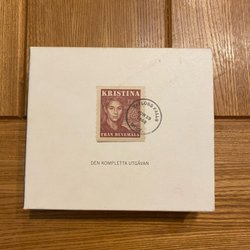 KRISTINA
FRÅN DUVEMÅLA
DEN KOMPLETTA UTGÅVAN